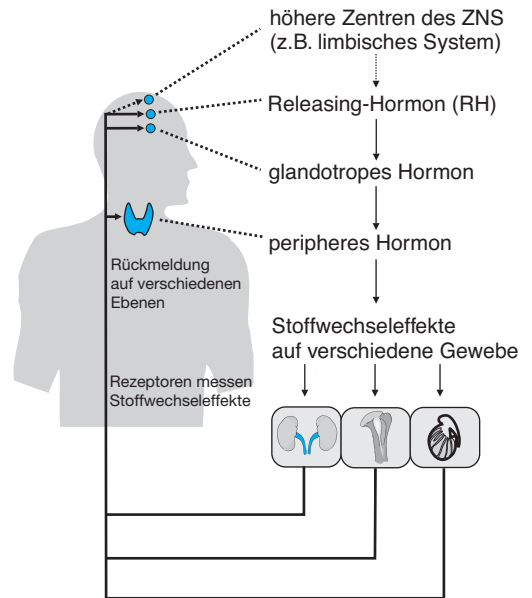 höhere Zentren des ZNS
(z.B. limbisches System)
Releasing-Hormon (RH)
glandotropes Hormon
peripheres Hormon
Rückmeldung
auf verschiedenen
Ebenen
Stoffwechseleffekte
auf verschiedene Gewebe
Rezeptoren messen
Stoffwechseleffekte